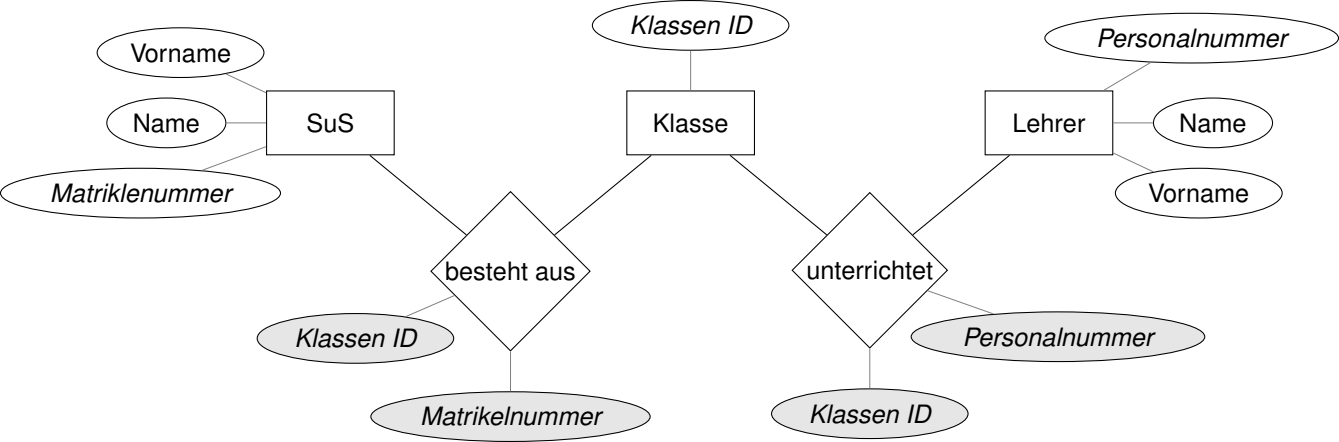 Klassen ID
Vorname
Personalnummer
Name
SuS
Klasse
Lehrer
Name
Matriklenummer
Vorname
besteht aus
unterrichtet
Klassen ID
Personalnummer
Matrikelnummer
Klassen ID